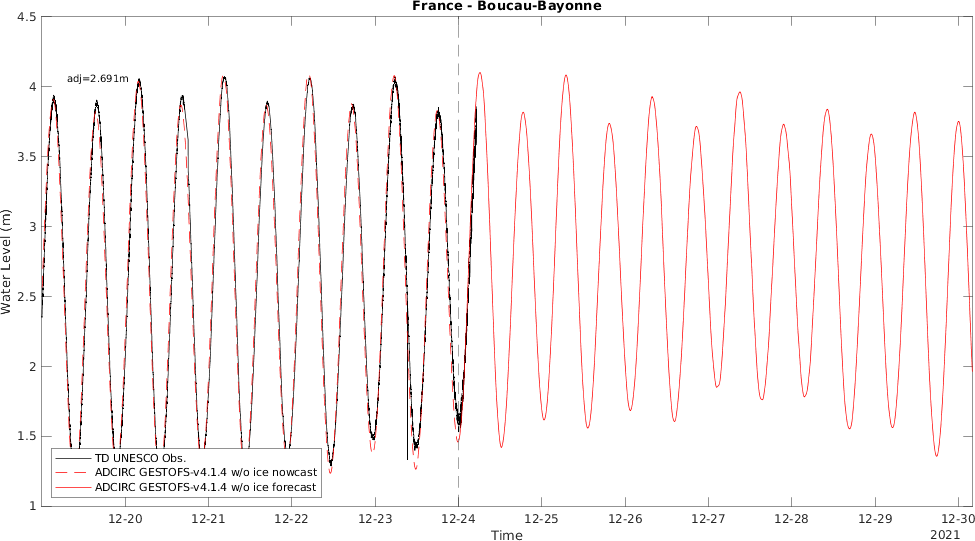 France - Boucau-Bayonne
adj=2.691m
4.5
4
3.5
3
2.5
2
1.5
1
Water Level (m)
TD UNESCO Obs.
ADCIRC GESTOFS-v4.1.4 w/o ice nowcast
ADCIRC GESTOFS-v4.1.4 w/o ice forecast
12-20 12-21 12-22 12-23 12-24 12-25 12-26 12-27 12-28 12-29 12-30
Time 2021